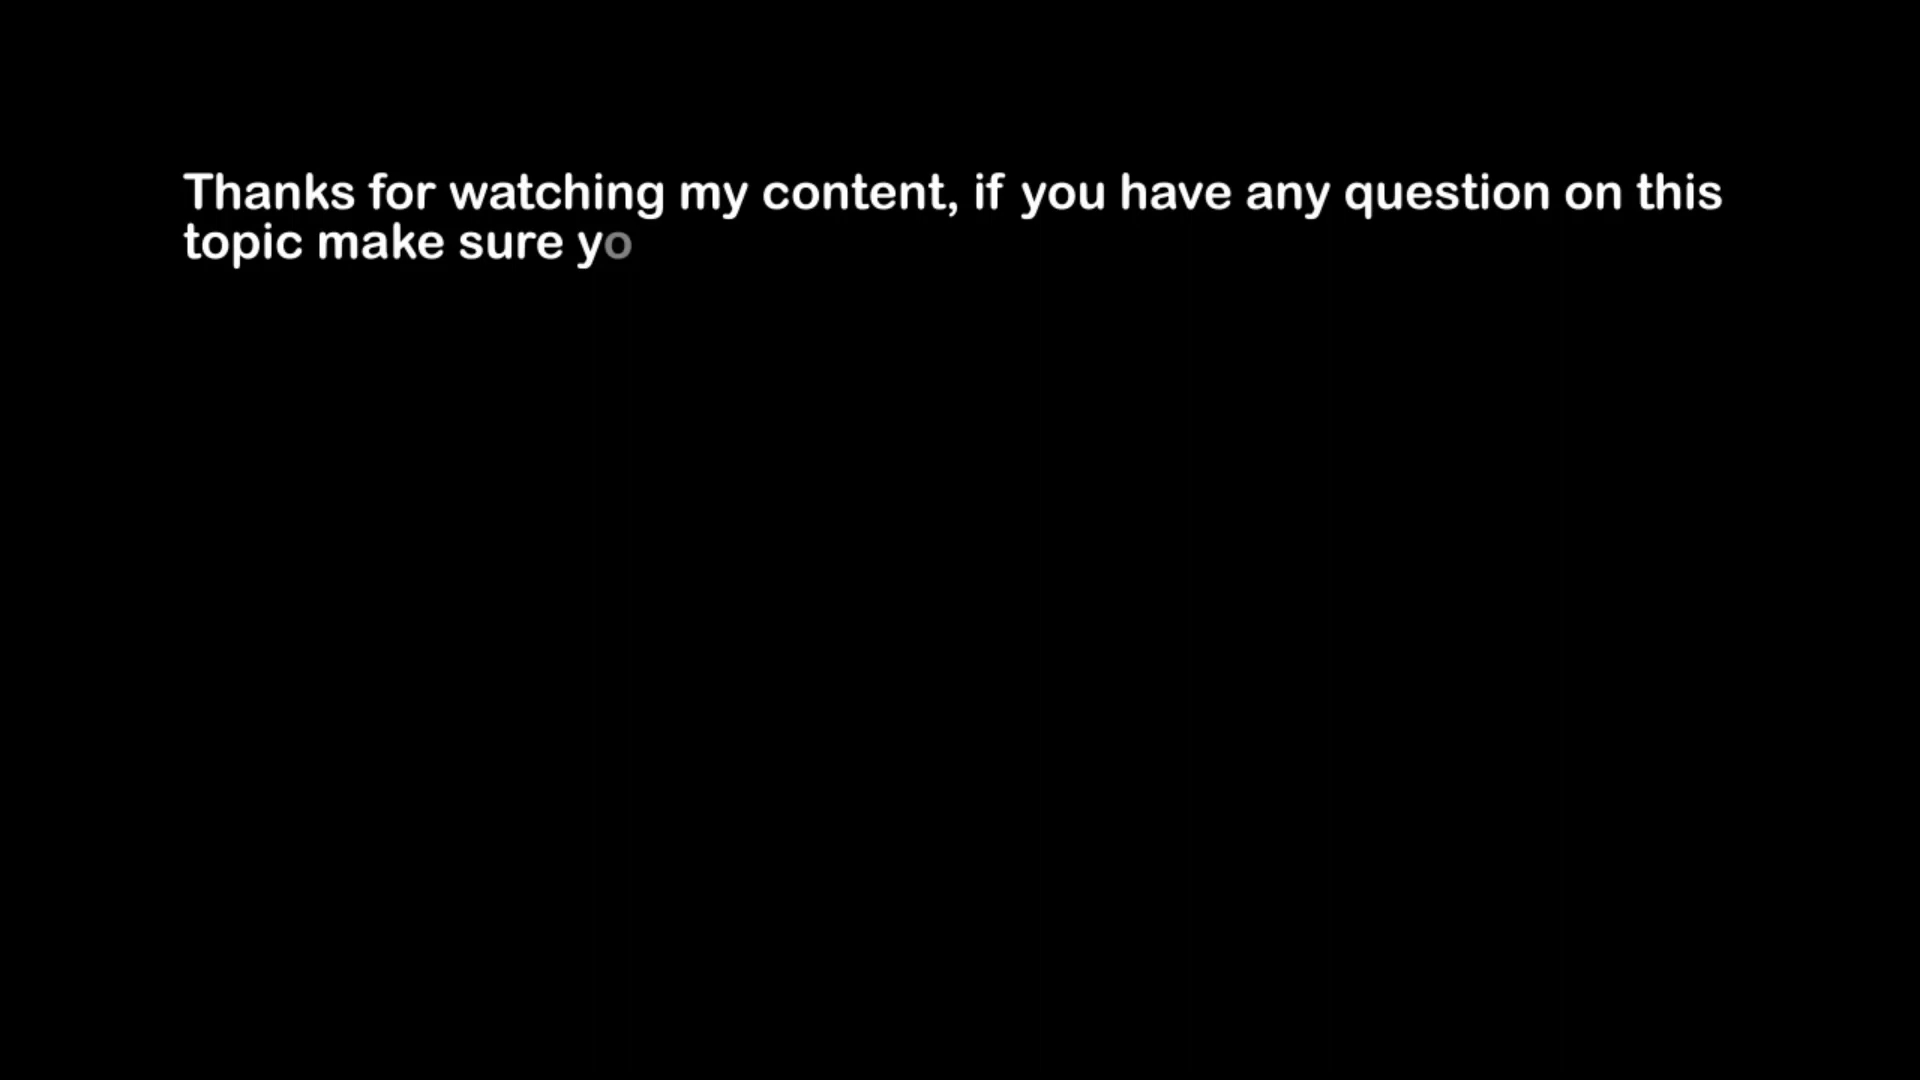 Thanks for watching my content, if you have any question on this
topic make sure yo